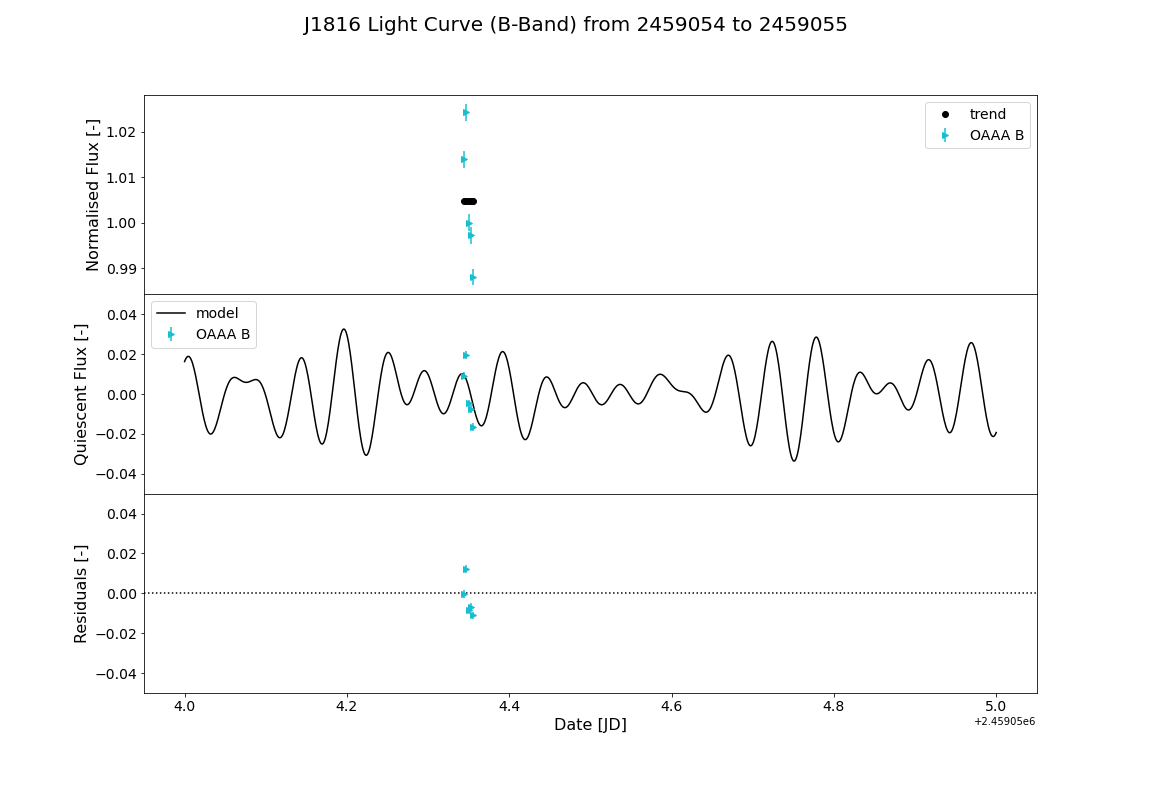 J1816 Light Curve (B-Band) from 2459054 to 2459055
Normalised Flux [-]
1.02
1.01
1.00
0.99
trend
OAAA B
Quiescent Flux [-]
0.04
0.02
0.00
−0.02
−0.04
model
OAAA B
Residuals [-]
0.04
0.02
0.00
−0.02
−0.04
4.0 4.2 4.4 4.6 4.8 5.0
Date [JD]
+2.45905e6